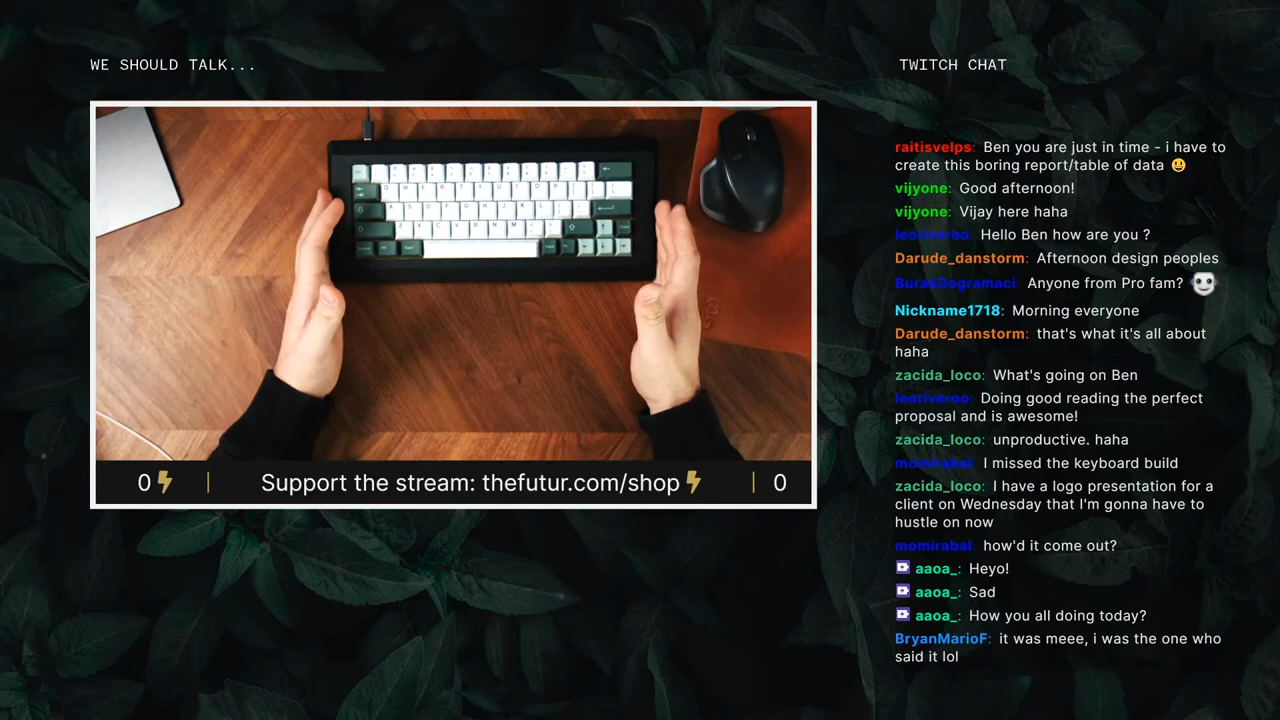 WE SHOULD TALK...
TWITCH CHAT
raitisvelps: Ben you are just in time - i have to
create this boring report/table of data
vijyone: Good afternoon!
vijyone: Vijay here haha
leoriveroo: Hello Ben how are you ?
Darude_danstorm: Afternoon design peoples
BurakDogramaci: Anyone from Pro fam?
Nickname1718: Morning everyone
Darude_danstorm: that's what it's all about
haha
zacida_loco: What's going on Ben
leoriveroo: Doing good reading the perfect
proposal and is awesome!
zacida_loco: unproductive. haha
momirabal: I missed the keyboard build
zacida_loco: I have a logo presentation for a
client on Wednesday that I'm gonna have to
hustle on now
momirabal: how'd it come out?
aaoa_: Heyo!
aaoa_: Sad
aaoa_: How you all doing today?
BryanMarioF: it was meee, i was the one who
said it lol
0 | Support the stream: thefutur.com/shop | 0